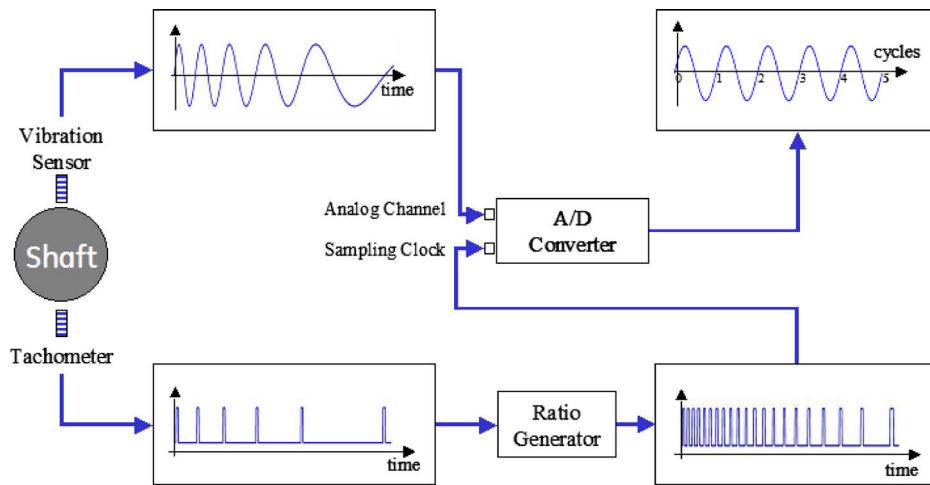 time
cycles
0 1 2 3 4 5
Vibration
Sensor
Analog Channel
A/D
Converter
Sampling Clock
Shaft
Tachometer
time
Ratio
Generator
time